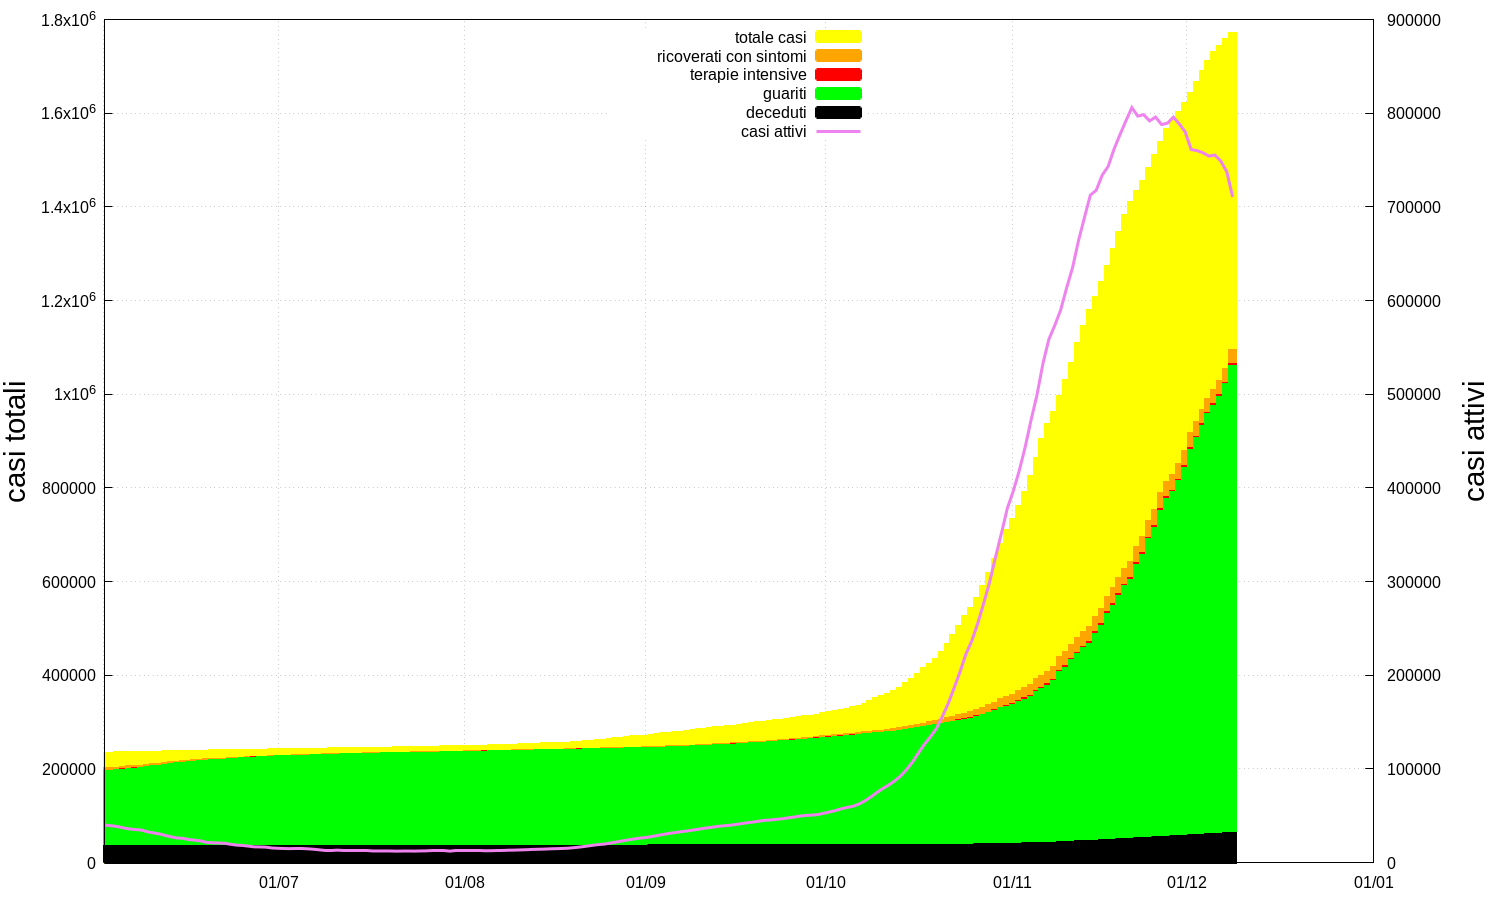 1.8x10^6
1.6x10^6
1.4x10^6
1.2x10^6
1x10^6
800000
600000
400000
200000
0
casi totali
totale casi
ricoverati con sintomi
terapie intensive
guariti
deceduti
casi attivi
900000
800000
700000
600000
500000
400000
300000
200000
100000
0
casi attivi
01/07
01/08
01/09
01/10
01/11
01/12
01/01